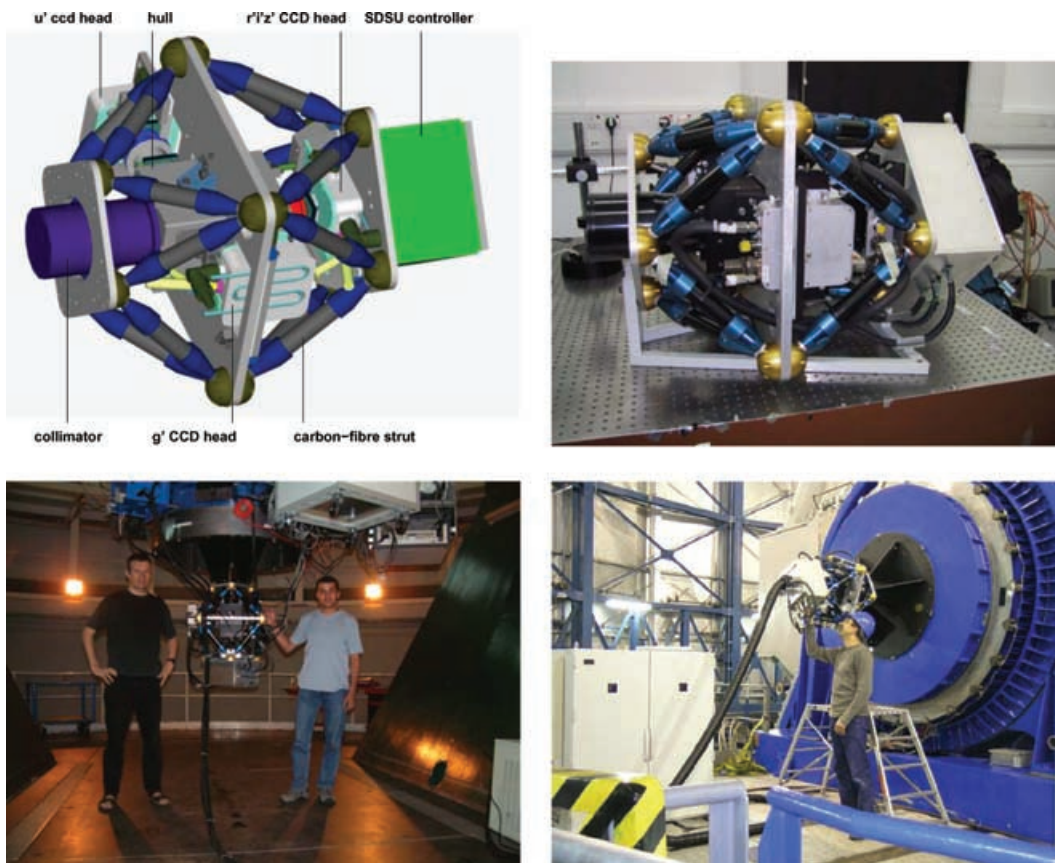 u' ccd head hull r'i'z' CCD head SDSU controller
collimator g' CCD head carbon−fibre strut